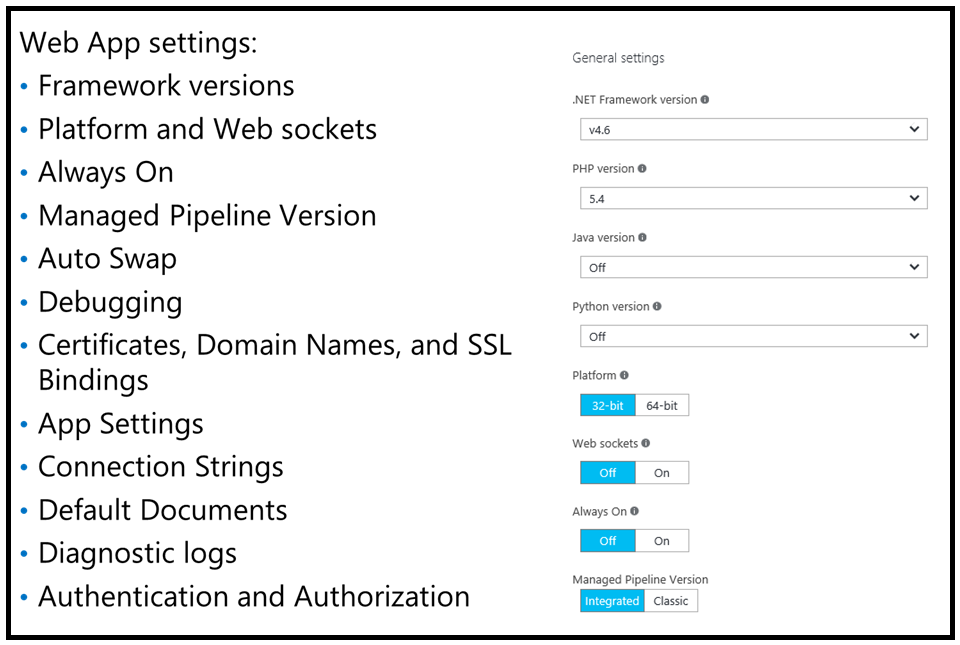 Web App settings:
• Framework versions
• Platform and Web sockets
• Always On
• Managed Pipeline Version
• Auto Swap
• Debugging
• Certificates, Domain Names, and SSL
Bindings
• App Settings
• Connection Strings
• Default Documents
• Diagnostic logs
• Authentication and Authorization
General settings
.NET Framework version
v4.6
PHP version
5.4
Java version
Off
Python version
Off
Platform
32-bit 64-bit
Web sockets
Off On
Always On
Off On
Managed Pipeline Version
Integrated Classic